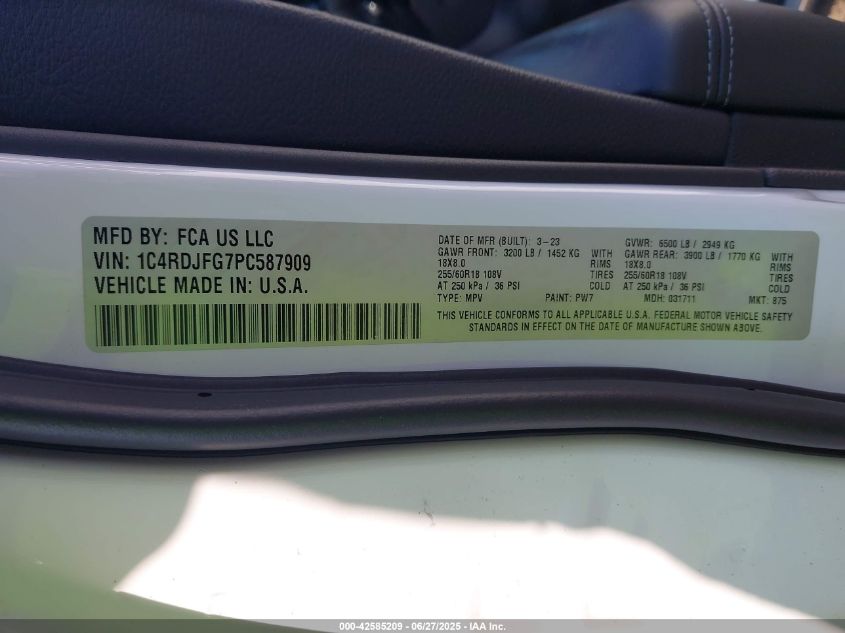 MFD BY: FCA US LLC
VIN: 1C4RDJFG7PC587909
VEHICLE MADE IN: U.S.A.
DATE OF MFR (BUILT): 3-23 GVWR: 6500 LB / 2949 KG
GAWR FRONT: 3200 LB / 1452 KG WITH GAWR REAR: 3900 LB / 1770 KG WITH
18X8.0 TIRES 18X8.0 TIRES
255/60R18 108V COLD 255/60R18 108V COLD
AT 250 kPa / 36 PSI AT 250 kPa / 36 PSI
TYPE: MPV PAINT: PW7 MDH: 031711 MKT: 875
THIS VEHICLE CONFORMS TO ALL APPLICABLE U.S.A. FEDERAL MOTOR VEHICLE SAFETY
STANDARDS IN EFFECT ON THE DATE OF MANUFACTURE SHOWN ABOVE.
000-42585209 - 06/27/2025 - IAA Inc.